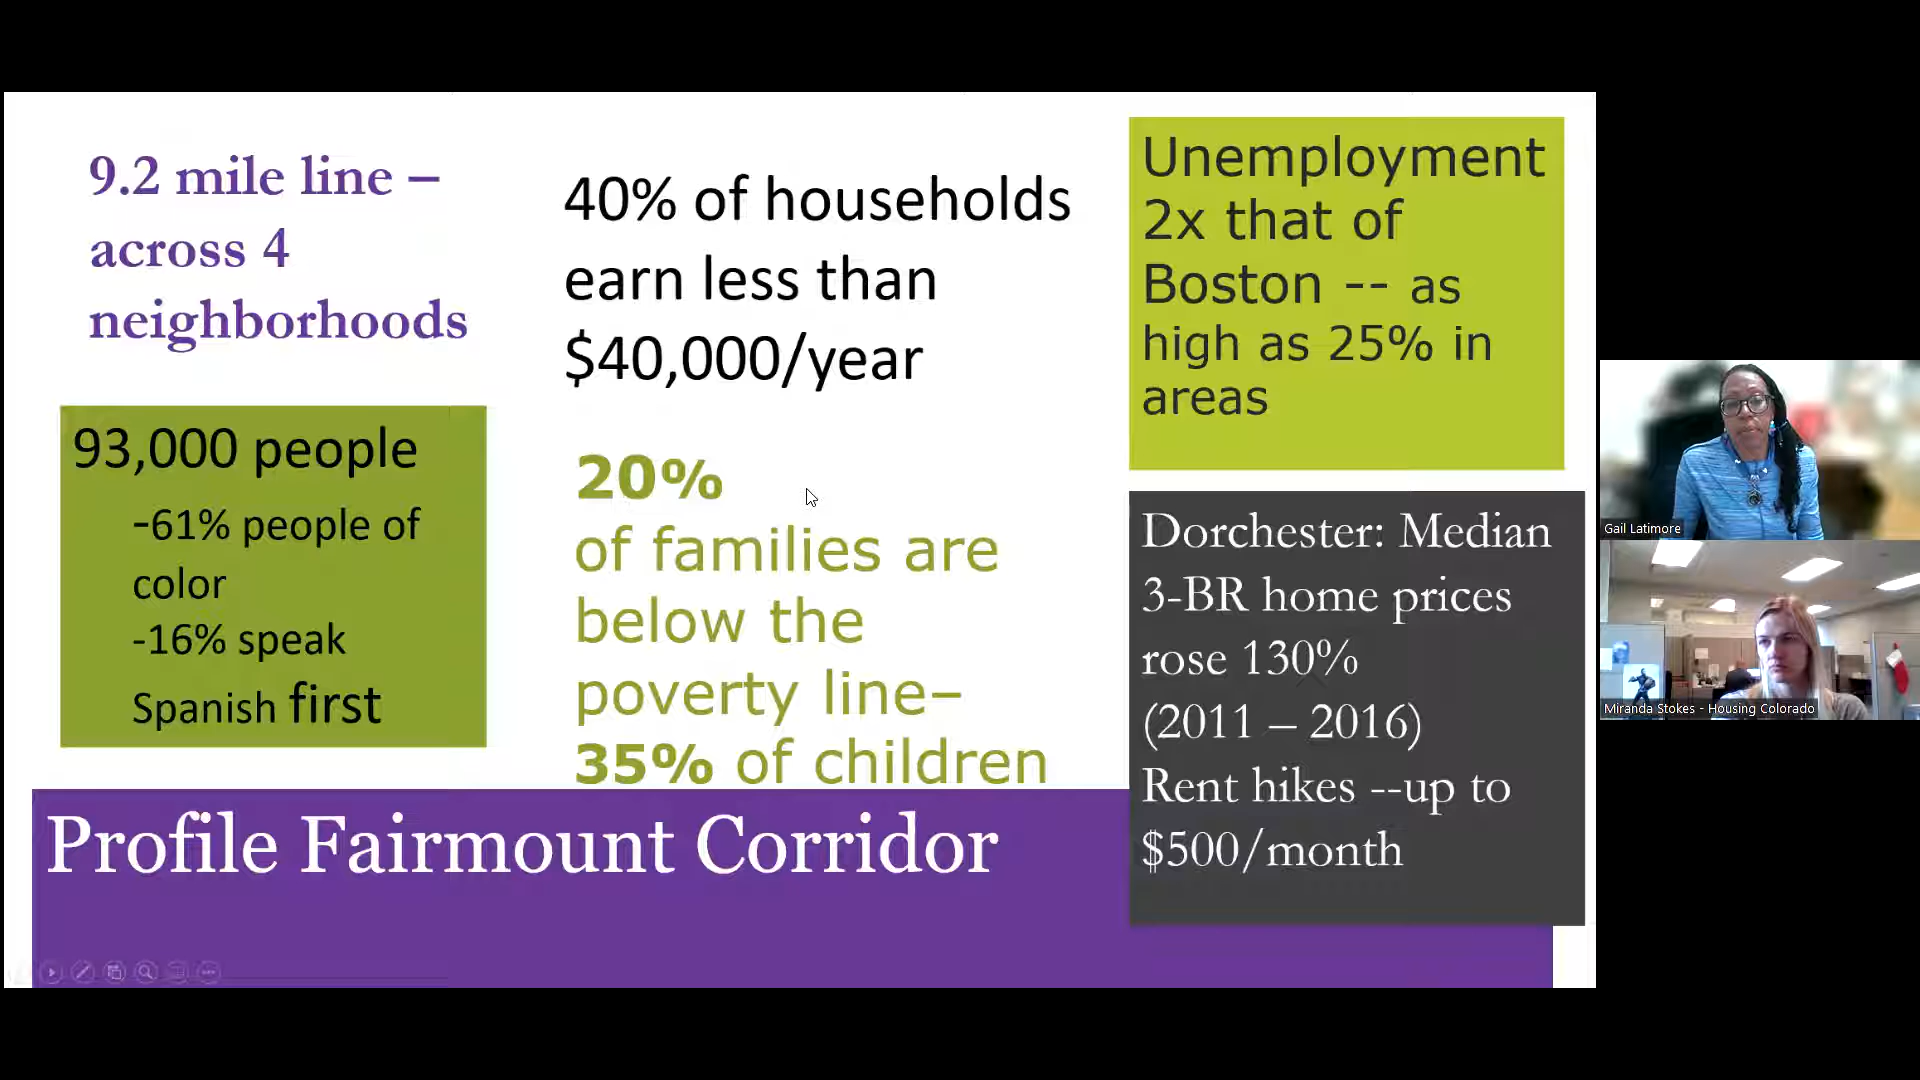 9.2 mile line –
across 4
neighborhoods
93,000 people
-61% people of
color
-16% speak
Spanish first
40% of households
earn less than
$40,000/year
20%
of families are
below the
poverty line–
35% of children
Unemployment
2x that of
Boston -- as
high as 25% in
areas
Dorchester: Median
3-BR home prices
rose 130%
(2011 – 2016)
Rent hikes --up to
$500/month
Profile Fairmount Corridor
Gail Latimore
Miranda Stokes - Housing Colorado